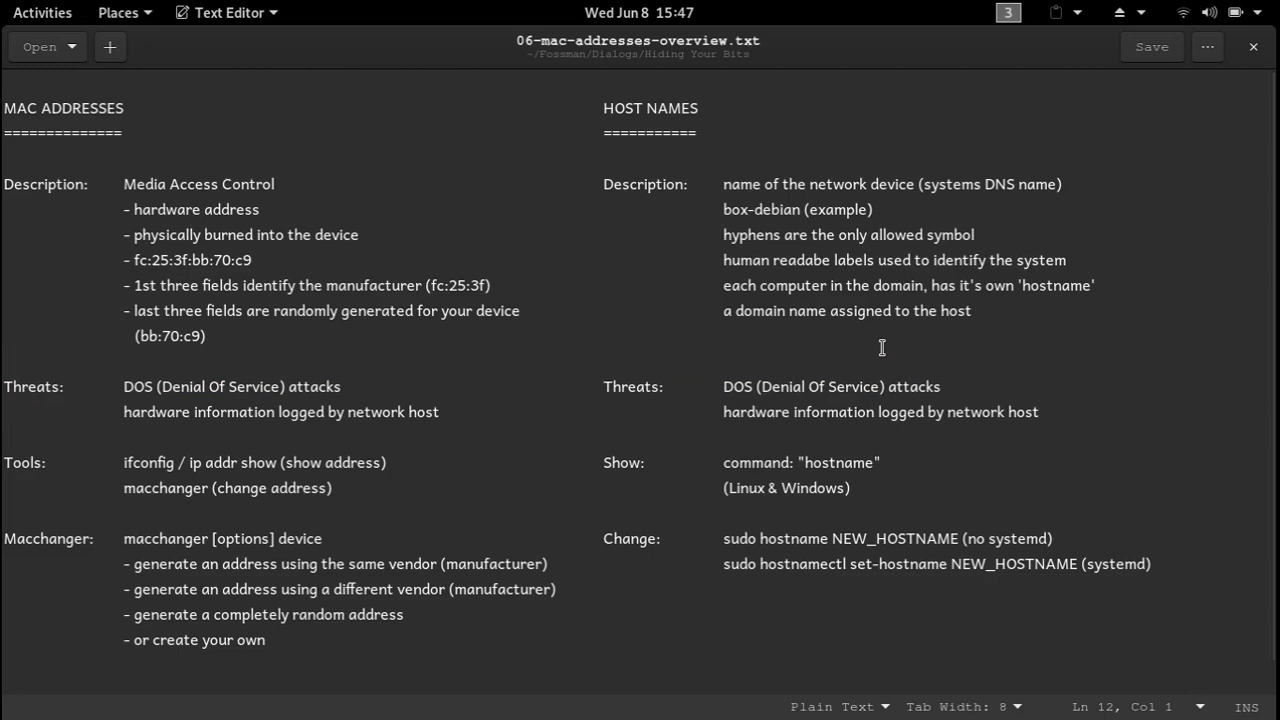 Activities Places Text Editor Wed Jun 8 15:47 3
Open + 06-mac-addresses-overview.txt Save
~/Fossman/Dialogs/Hiding Your Bits
MAC ADDRESSES
==============
Description: Media Access Control
- hardware address
- physically burned into the device
- fc:25:3f:bb:70:c9
- 1st three fields identify the manufacturer (fc:25:3f)
- last three fields are randomly generated for your device
(bb:70:c9)
Threats: DOS (Denial Of Service) attacks
hardware information logged by network host
Tools: ifconfig / ip addr show (show address)
macchanger (change address)
Macchanger: macchanger [options] device
- generate an address using the same vendor (manufacturer)
- generate an address using a different vendor (manufacturer)
- generate a completely random address
- or create your own
HOST NAMES
===========
Description: name of the network device (systems DNS name)
box-debian (example)
hyphens are the only allowed symbol
human readabe labels used to identify the system
each computer in the domain, has it's own 'hostname'
a domain name assigned to the host
Threats: DOS (Denial Of Service) attacks
hardware information logged by network host
Show: command: "hostname"
(Linux & Windows)
Change: sudo hostname NEW_HOSTNAME (no systemd)
sudo hostnamectl set-hostname NEW_HOSTNAME (systemd)
Plain Text Tab Width: 8 Ln 12, Col 1 INS